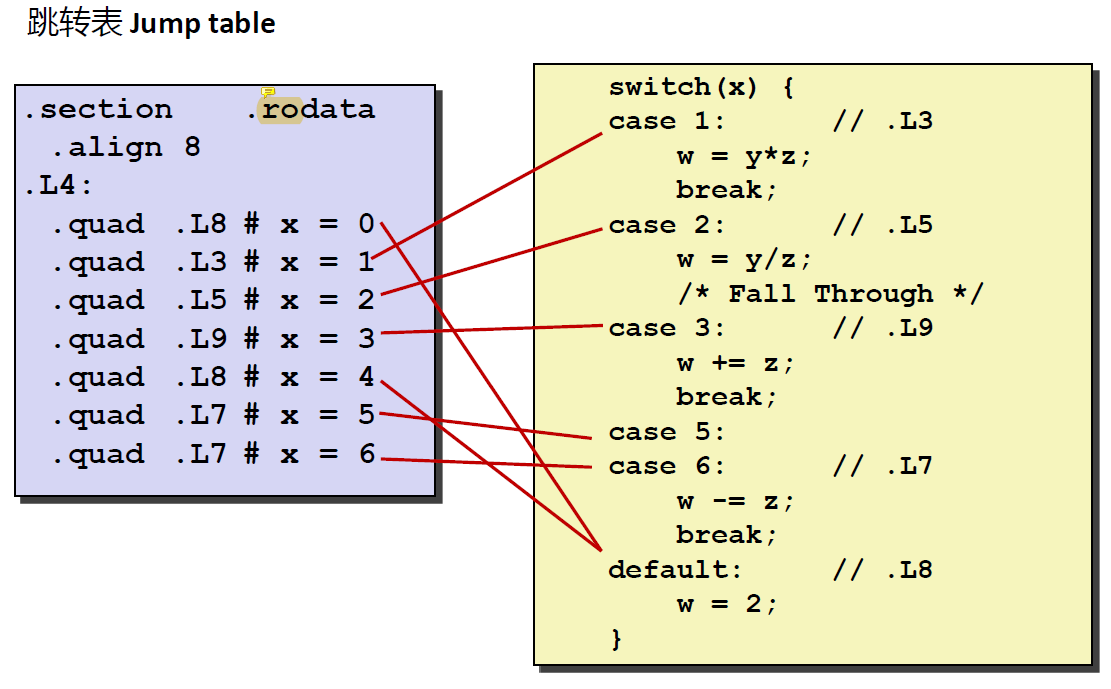 跳转表 Jump table
.section .rodata
.align 8
.L4:
.quad .L8 # x = 0
.quad .L3 # x = 1
.quad .L5 # x = 2
.quad .L9 # x = 3
.quad .L8 # x = 4
.quad .L7 # x = 5
.quad .L7 # x = 6
switch(x) {
case 1: // .L3
w = y*z;
break;
case 2: // .L5
w = y/z;
/* Fall Through */
case 3: // .L9
w += z;
break;
case 5:
case 6: // .L7
w -= z;
break;
default: // .L8
w = 2;
}